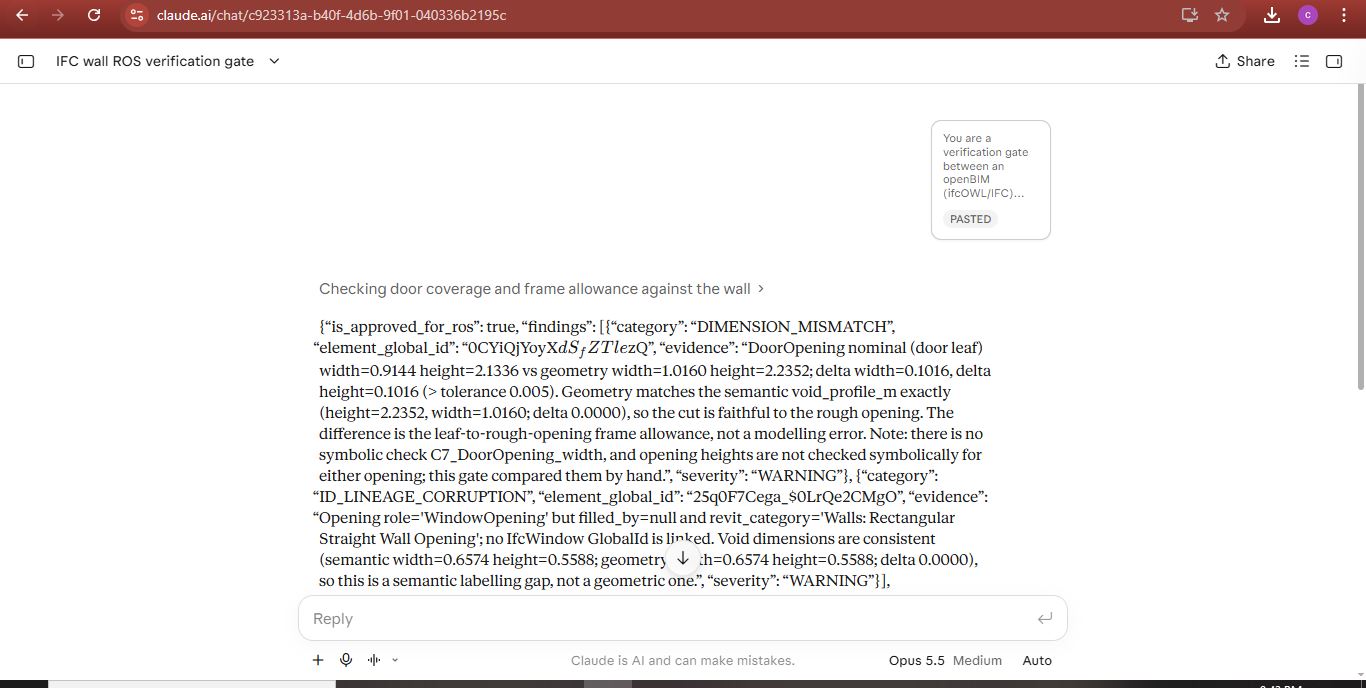 claude.ai/chat/c923313a-b40f-4d6b-9f01-040336b2195c
c
IFC wall ROS verification gate
Share
You are a
verification gate
between an
openBIM
(ifcOWL/IFC)...
PASTED
Checking door coverage and frame allowance against the wall
{“is_approved_for_ros”: true, “findings”: [{“category”: “DIMENSION_MISMATCH”,
“element_global_id”: “0CYiQjYoyXdS_fZTlezQ”, “evidence”: “DoorOpening nominal (door leaf)
width=0.9144 height=2.1336 vs geometry width=1.0160 height=2.2352; delta width=0.1016, delta
height=0.1016 (> tolerance 0.005). Geometry matches the semantic void_profile_m exactly
(height=2.2352, width=1.0160; delta 0.0000), so the cut is faithful to the rough opening. The
difference is the leaf-to-rough-opening frame allowance, not a modelling error. Note: there is no
symbolic check C7_DoorOpening_width, and opening heights are not checked symbolically for
either opening; this gate compared them by hand.”, “severity”: “WARNING”}, {“category”:
“ID_LINEAGE_CORRUPTION”, “element_global_id”: “25q0F7Cega_$0LrQe2CMgO”, “evidence”:
“Opening role='WindowOpening' but filled_by=null and revit_category='Walls: Rectangular
Straight Wall Opening'; no IfcWindow GlobalId is linked. Void dimensions are consistent
(semantic width=0.6574 height=0.5588; geometry th=0.6574 height=0.5588; delta 0.0000),
so this is a semantic labelling gap, not a geometric one.”, “severity”: “WARNING”}],
Reply
Claude is AI and can make mistakes.
Opus 5.5 Medium
Auto